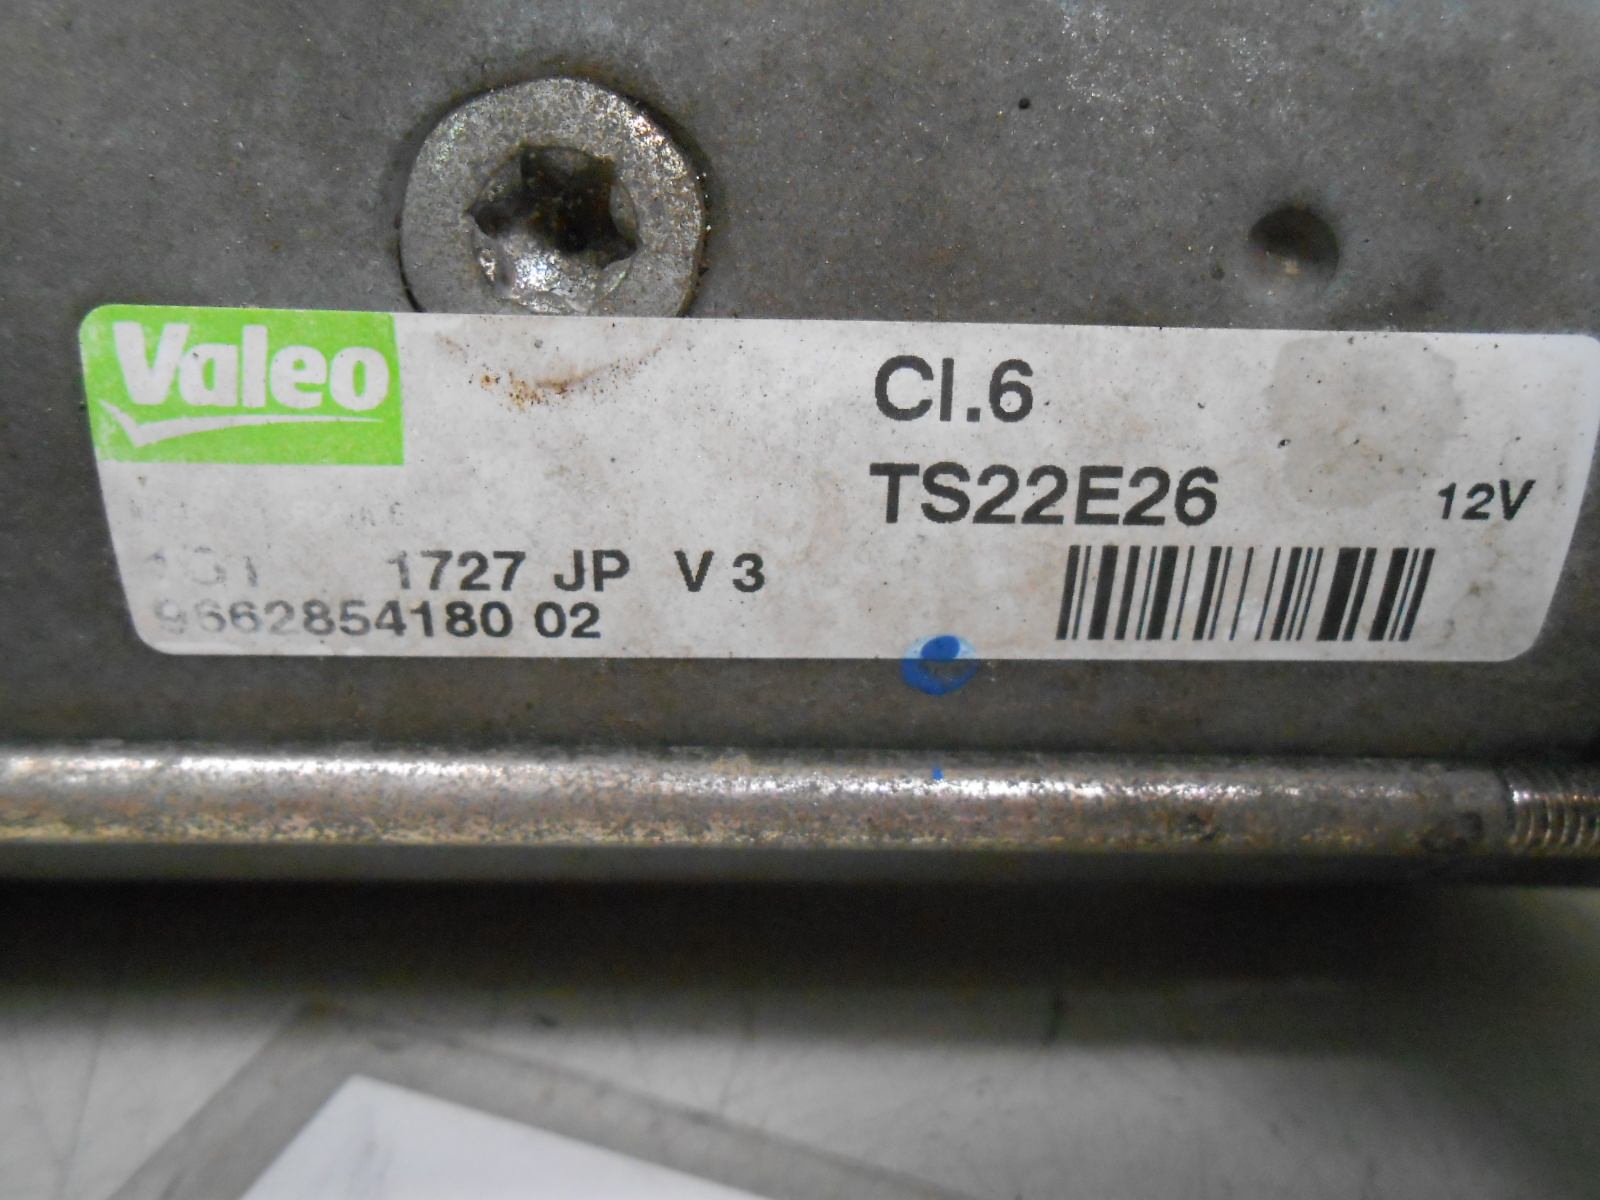 Valeo
Cl.6
TS22E26
12V
1727 JP V 3
9662854180 02